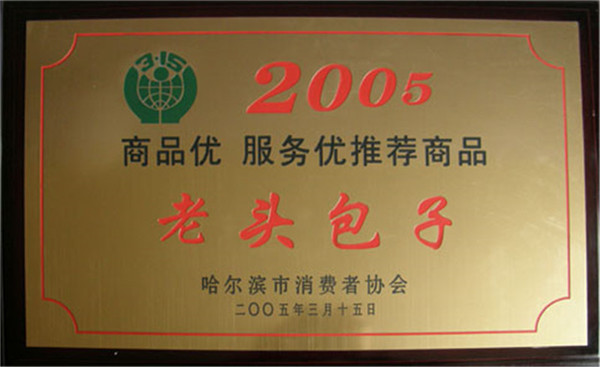 3·15
2005
商品优 服务优推荐商品
老头包子
哈尔滨市消费者协会
二〇〇五年三月十五日